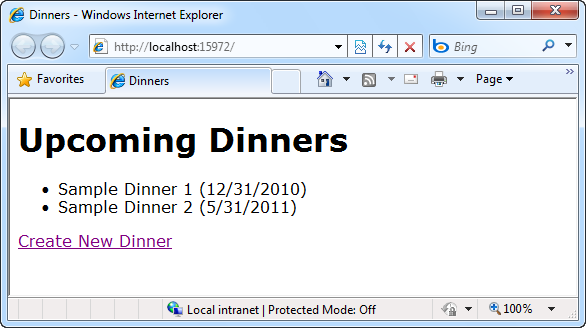 Dinners - Windows Internet Explorer
http://localhost:15972/
Bing
Favorites
Dinners
Page
»
Upcoming Dinners
• Sample Dinner 1 (12/31/2010)
• Sample Dinner 2 (5/31/2011)
Create New Dinner
Local intranet | Protected Mode: Off
100%